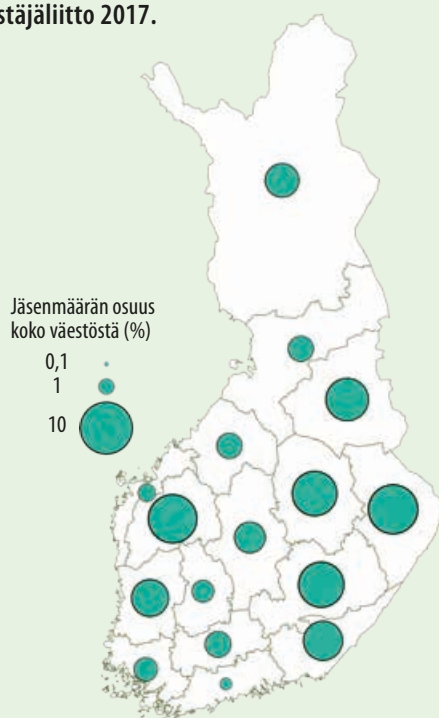 stäjäliitto 2017.
Jäsenmäärän osuus
koko väestöstä (%)
0,1
1
10